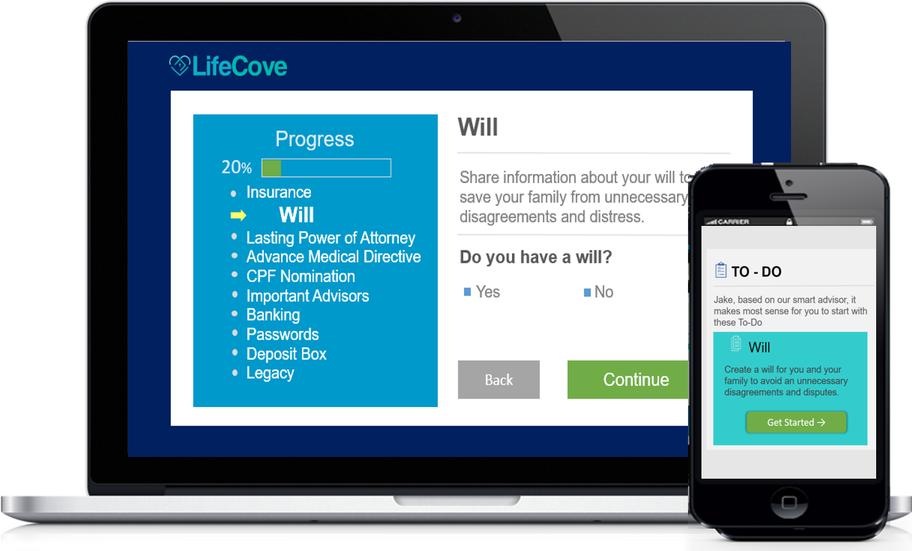 LifeCove
Progress
20%
Insurance
Will
Lasting Power of Attorney
Advance Medical Directive
CPF Nomination
Important Advisors
Banking
Passwords
Deposit Box
Legacy
Will
Share information about your will to
save your family from unnecessary
disagreements and distress.
Do you have a will?
Yes No
Back Continue
CARRIER
TO - DO
Jake, based on our smart advisor, it
makes most sense for you to start with
these To-Do
Will
Create a will for you and your
family to avoid an unnecessary
disagreements and disputes.
Get Started →